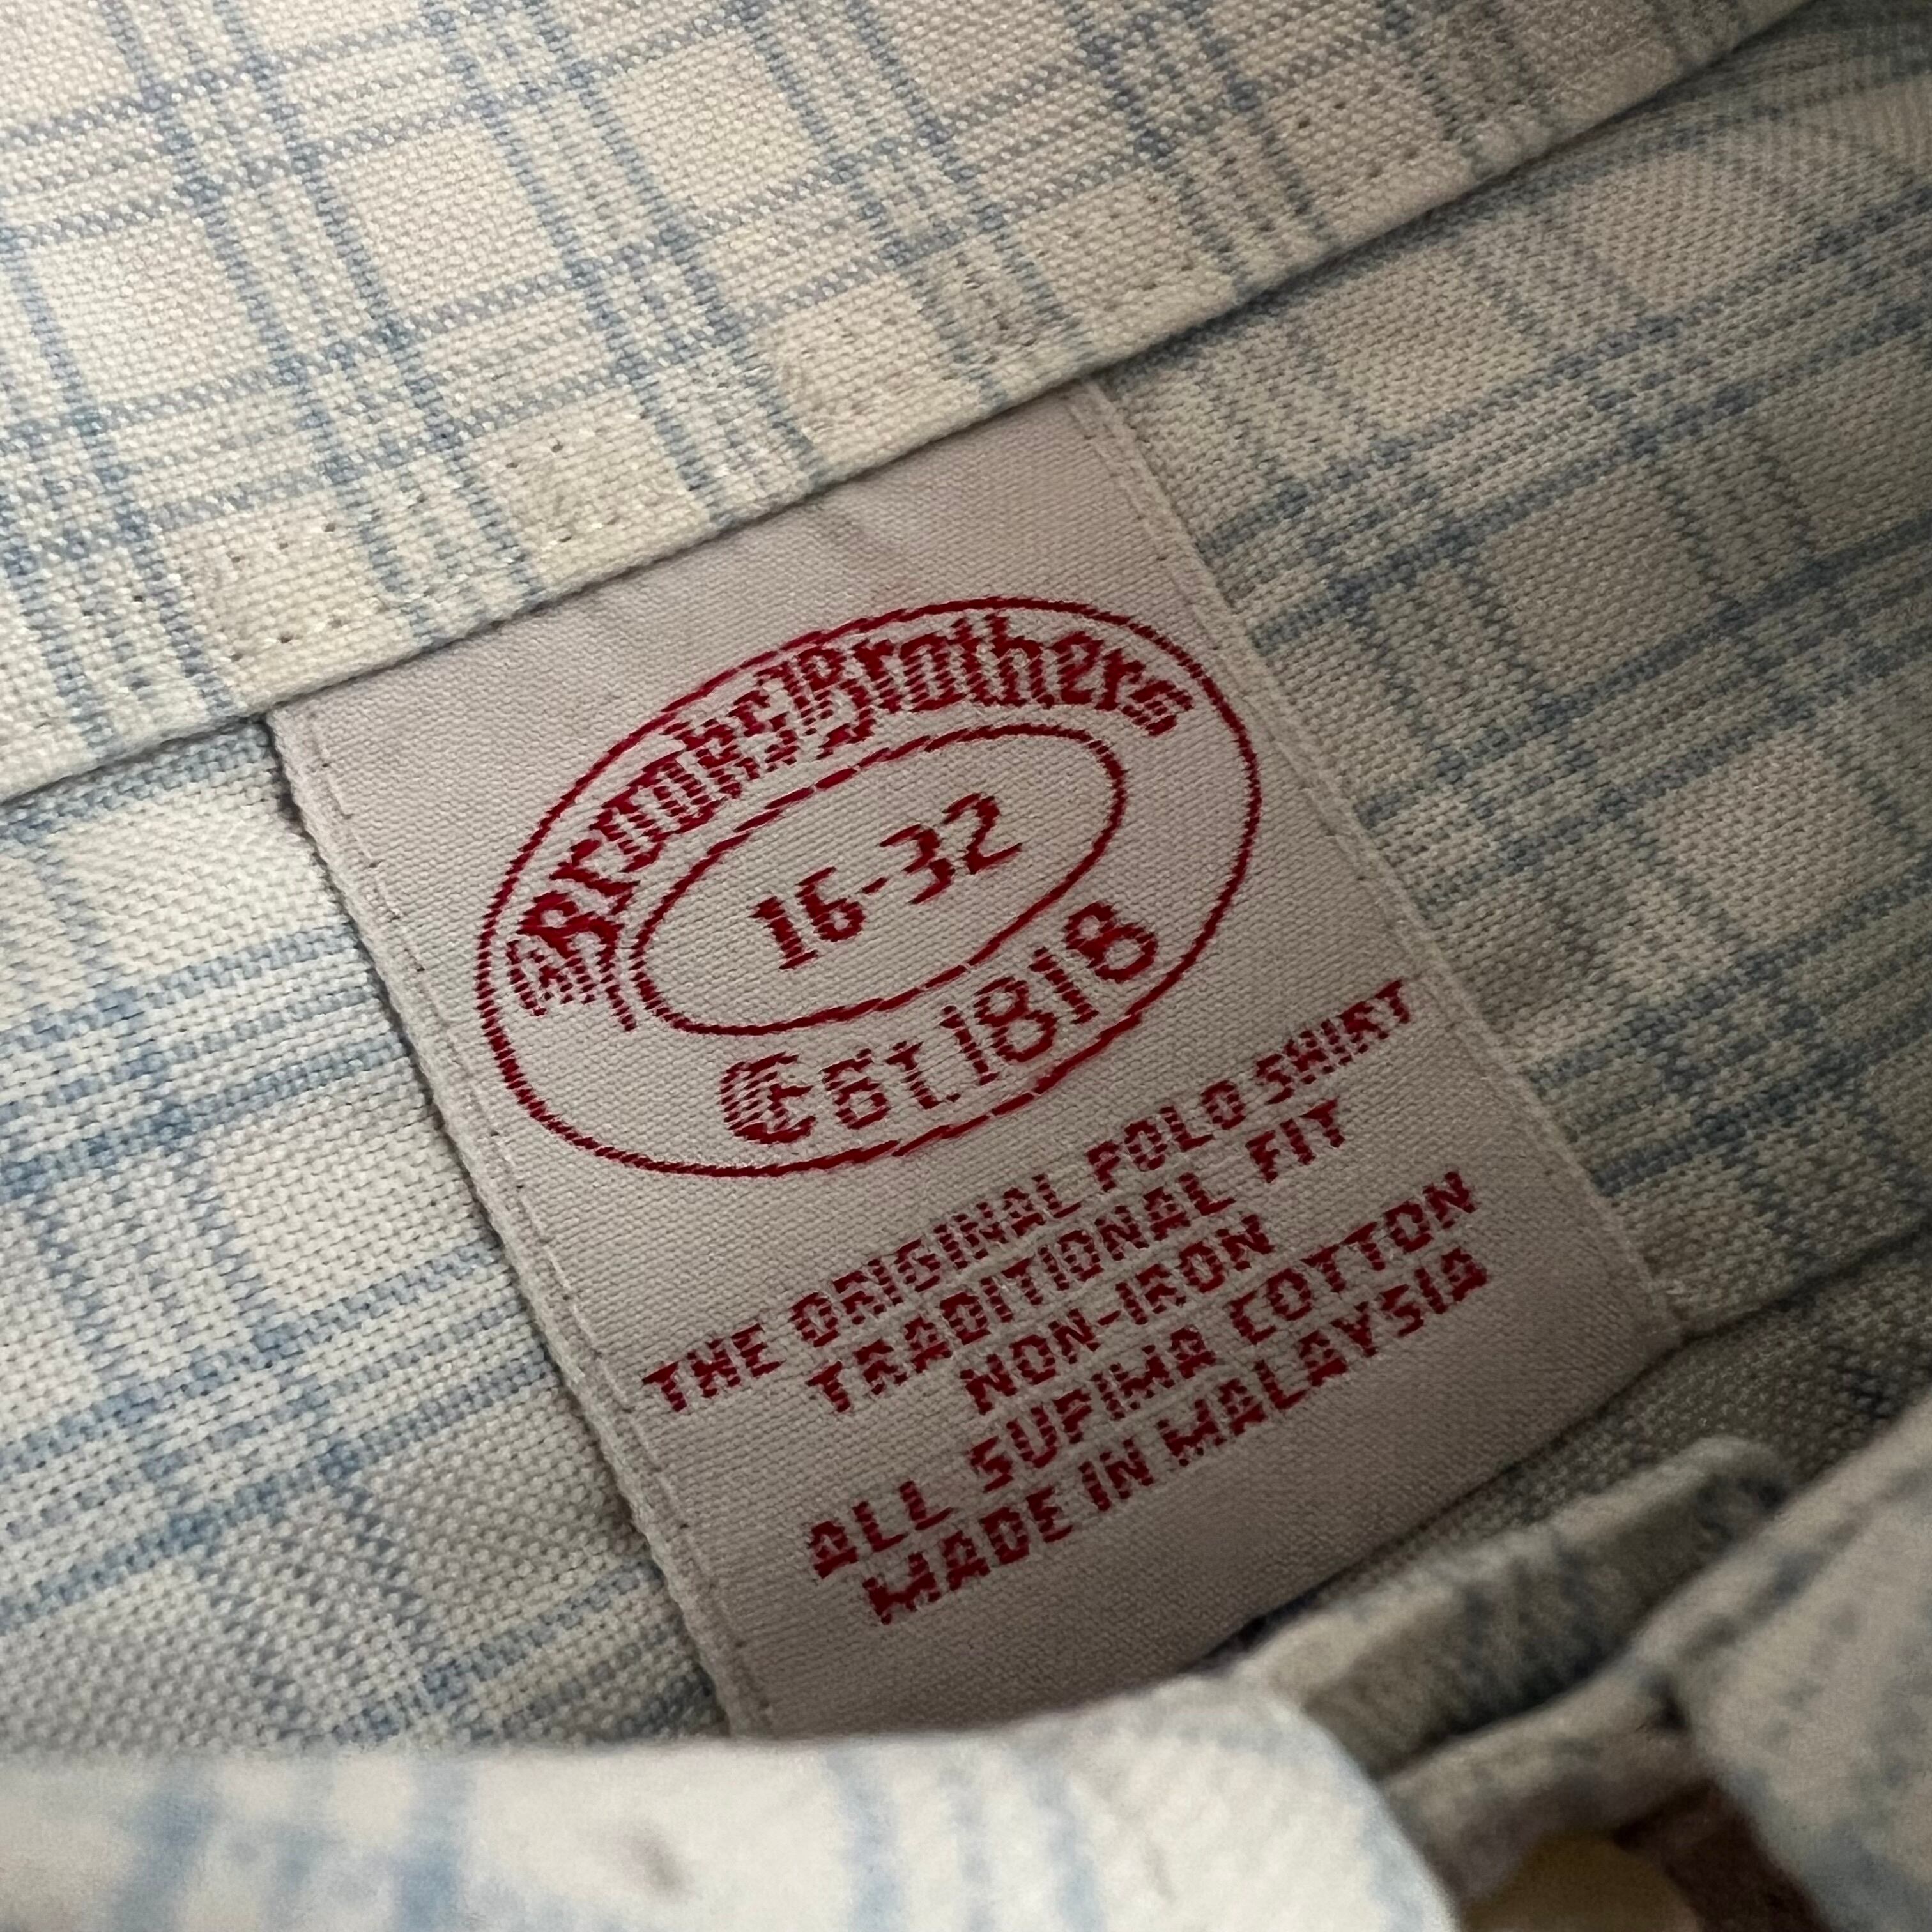 ® Brooks Brothers
16-32
Est. 1818
THE ORIGINAL POLO SHIRT
TRADITIONAL FIT
NON-IRON
ALL SUPIMA COTTON
MADE IN MALAYSIA